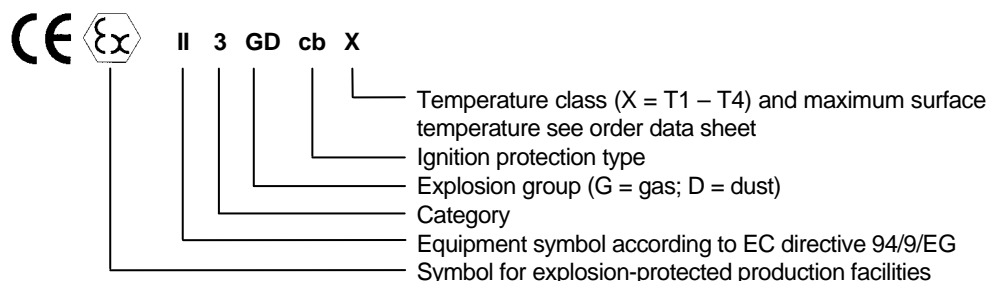 CE Ex II 3 GD cb X
Temperature class (X = T1 – T4) and maximum surface
temperature see order data sheet
Ignition protection type
Explosion group (G = gas; D = dust)
Category
Equipment symbol according to EC directive 94/9/EG
Symbol for explosion-protected production facilities